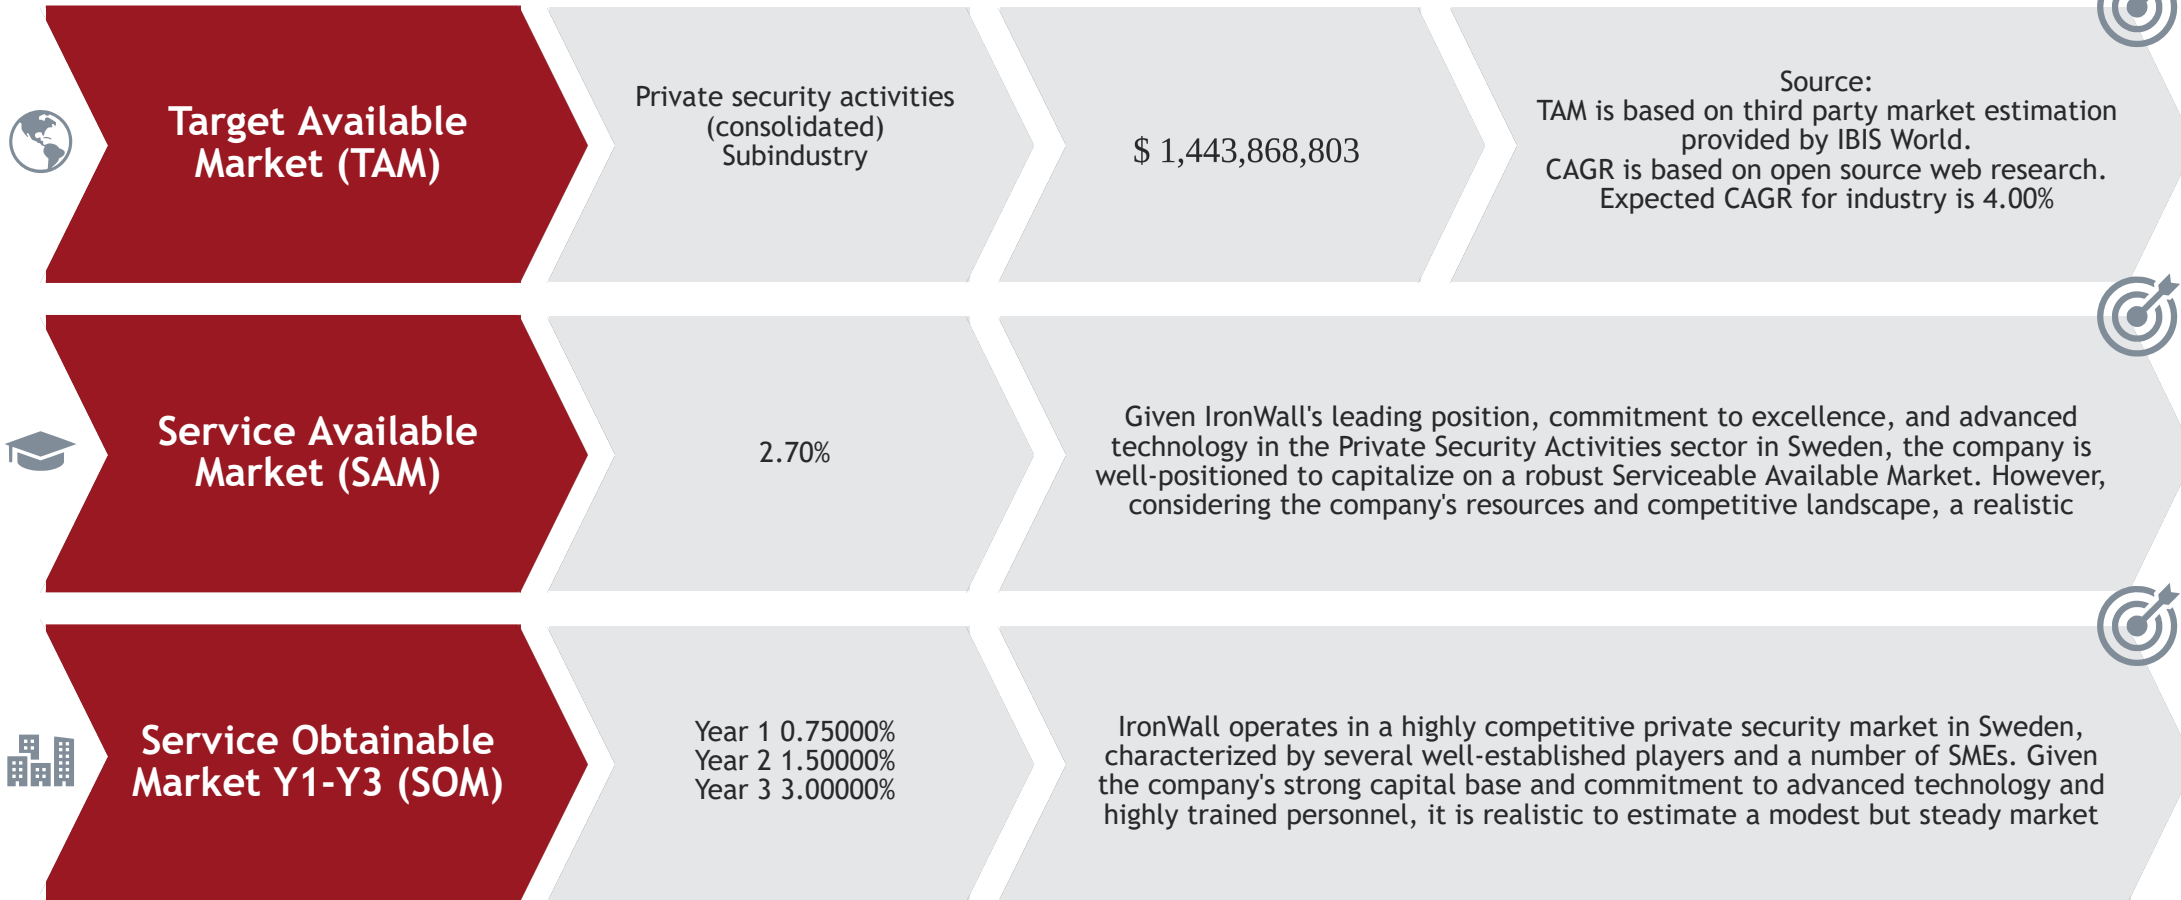 Target Available
Market (TAM)
Private security activities
(consolidated)
Subindustry
$ 1,443,868,803
Source:
TAM is based on third party market estimation
provided by IBIS World.
CAGR is based on open source web research.
Expected CAGR for industry is 4.00%
Service Available
Market (SAM)
2.70%
Given IronWall's leading position, commitment to excellence, and advanced
technology in the Private Security Activities sector in Sweden, the company is
well-positioned to capitalize on a robust Serviceable Available Market. However,
considering the company's resources and competitive landscape, a realistic
Service Obtainable
Market Y1-Y3 (SOM)
Year 1 0.75000%
Year 2 1.50000%
Year 3 3.00000%
IronWall operates in a highly competitive private security market in Sweden,
characterized by several well-established players and a number of SMEs. Given
the company's strong capital base and commitment to advanced technology and
highly trained personnel, it is realistic to estimate a modest but steady market